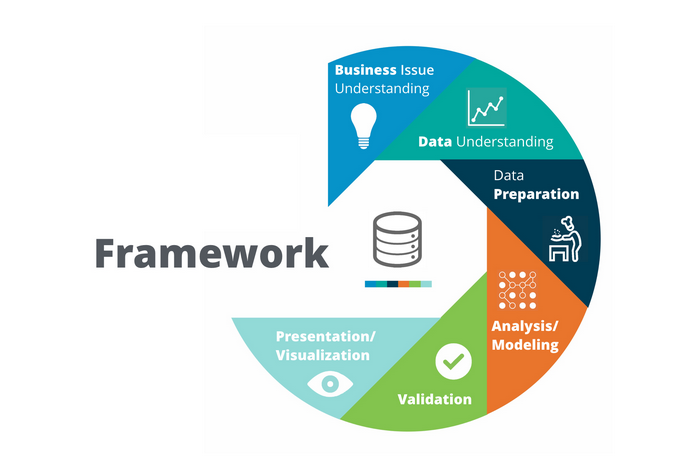 Business Issue
Understanding
Data Understanding
Data
Preparation
Framework
Analysis/
Modeling
Presentation/
Visualization
Validation